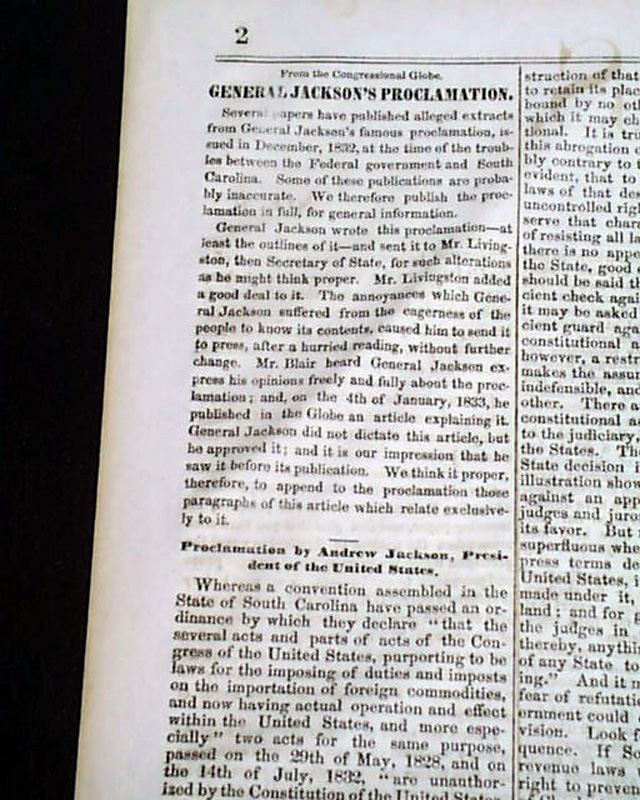 2
From the Congressional Globe.
GENERAL JACKSON'S PROCLAMATION.
Several papers have published alleged extracts
from General Jackson's famous proclamation, is-
sued in December, 1832, at the time of the troub-
les between the Federal government and South
Carolina. Some of these publications are proba-
bly inaccurate. We therefore publish the proc-
lamation in full, for general information.
General Jackson wrote this proclamation—at
least the outlines of it—and sent it to Mr. Living-
ston, then Secretary of State, for such alterations
as he might think proper. Mr. Livingston added
a good deal to it. The annoyances which Gene-
ral Jackson suffered from the eagerness of the
people to know its contents, caused him to send it
to press, after a hurried reading, without further
change. Mr. Blair heard General Jackson ex-
press his opinions freely and fully about the proc-
lamation; and, on the 4th of January, 1833, he
published in the Globe an article explaining it.
General Jackson did not dictate this article, but
he approved it; and it is our impression that he
saw it before its publication. We think it proper,
therefore, to append to the proclamation those
paragraphs of this article which relate exclusive-
ly to it.
Proclamation by Andrew Jackson, Presi-
dent of the United States.
Whereas a convention assembled in the
State of South Carolina have passed an or-
dinance by which they declare "that the
several acts and parts of acts of the Con-
gress of the United States, purporting to be
laws for the imposing of duties and imposts
on the importation of foreign commodities,
and now having actual operation and effect
within the United States, and more espe-
cially" two acts for the same purpose,
passed on the 29th of May, 1828, and on
the 14th of July, 1832, "are unauthor-
ized by the Constitution of the United States
struction of that
to retain its plac
bound by no o
which it may ch
tional. It is tru
this abrogation o
bly contrary to
evident, that to
laws of that des
uncontrolled righ
serve that char
of resisting all la
there is no appe
the State, good
should be said th
cient check agai
it may be asked
cient guard aga
constitutional a
however, a restr
makes the assur
indefensible, and
other. There
constitutional a
to the judiciary,
the States. The
State decision i
illustration show
against an app
judges and juro
its favor. But
superfluous whe
press terms de
United States,
made under it,
land; and for
the judges in
thereby, anythin
of any State to
ing." And it m
fear of refutati
ernment could
vision. Look f
quence. If So
revenue laws
right to preven